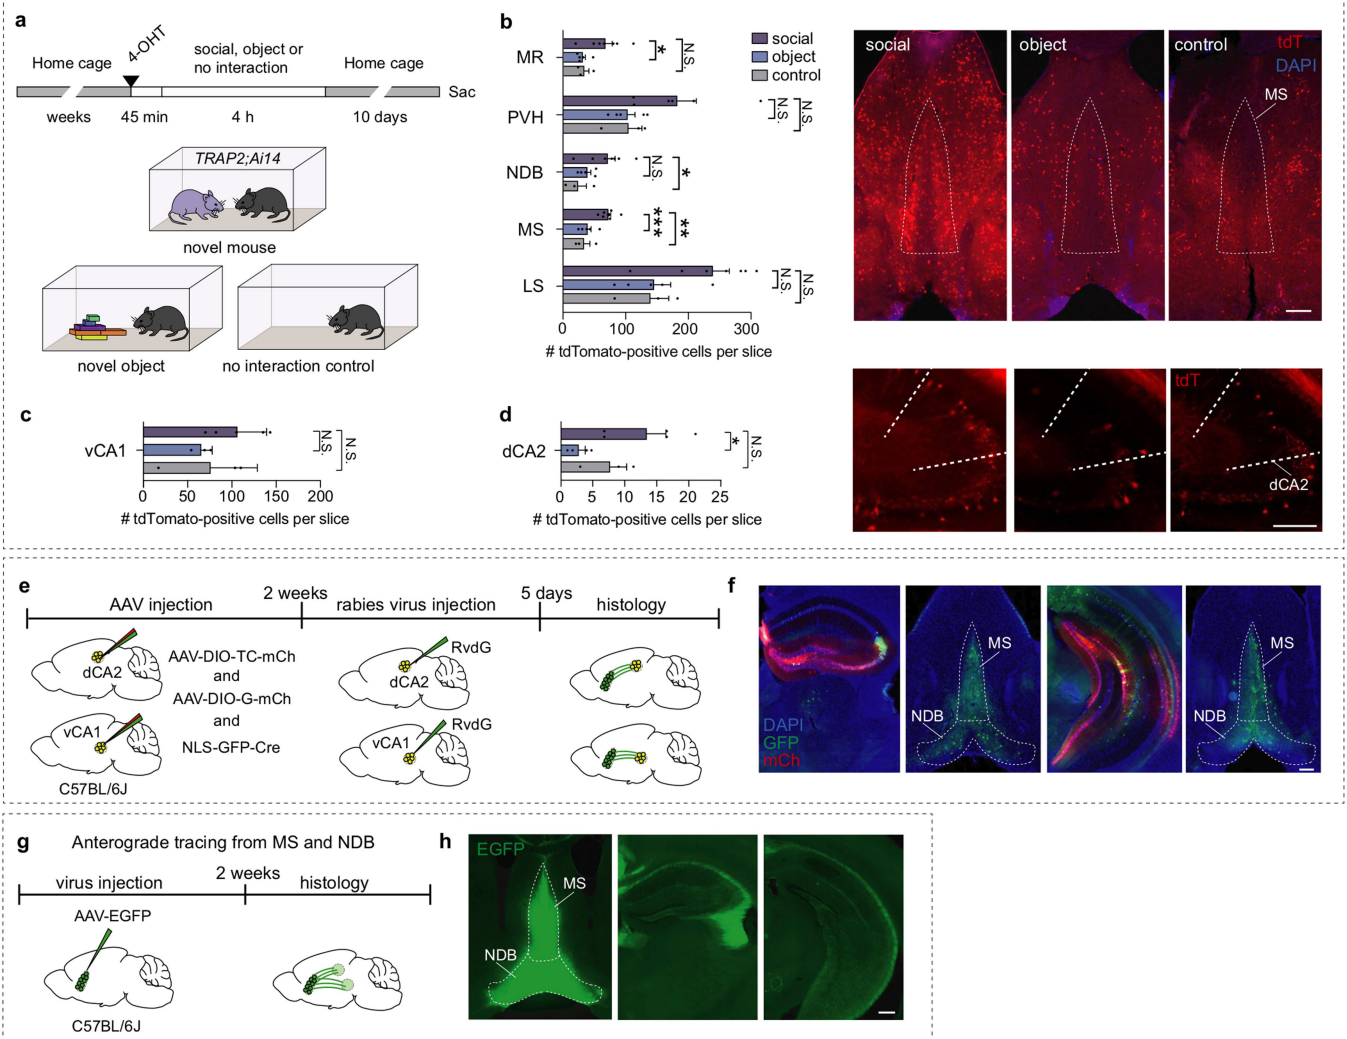 a
4-OHT
Home cage
social, object or
no interaction
Home cage
Sac
weeks
45 min
4 h
10 days
TRAP2;Ai14
novel mouse
novel object
no interaction control
b
social
object
control
MR
PVH
NDB
MS
LS
*
N.S.
N.S.
N.S.
N.S.
*
***
**
N.S.
N.S.
0
100
200
300
# tdTomato-positive cells per slice
social
object
control
tdT
DAPI
MS
c
vCA1
N.S.
N.S.
0
50
100
150
200
# tdTomato-positive cells per slice
d
dCA2
*
N.S.
0
5
10
15
20
25
# tdTomato-positive cells per slice
tdT
dCA2
e
2 weeks
5 days
AAV injection
rabies virus injection
histology
dCA2
AAV-DIO-TC-mCh
and
AAV-DIO-G-mCh
and
NLS-GFP-Cre
vCA1
C57BL/6J
RvdG
dCA2
RvdG
vCA1
f
DAPI
GFP
mCh
MS
NDB
MS
NDB
g
Anterograde tracing from MS and NDB
2 weeks
virus injection
histology
AAV-EGFP
C57BL/6J
h
EGFP
MS
NDB